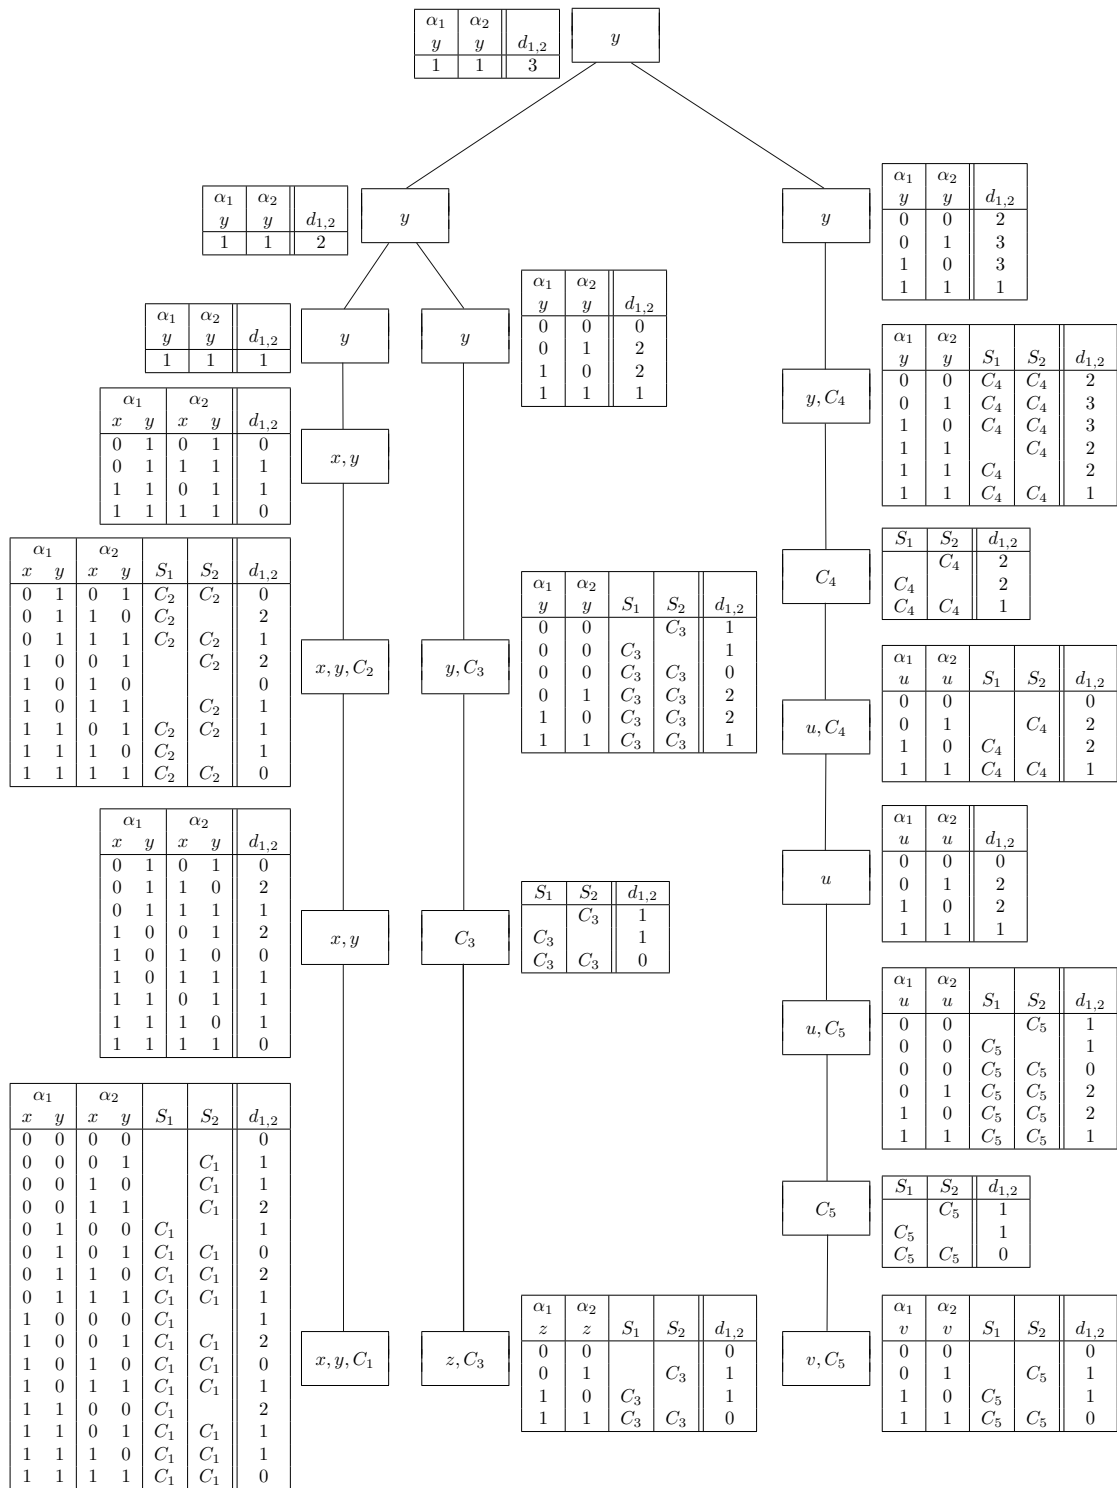 α1 α2
y y d1,2
1 1 3
y
α1 α2
y y d1,2
1 1 2
y
y
α1 α2
y y d1,2
0 0 2
0 1 3
1 0 3
1 1 1
α1 α2
y y d1,2
1 1 1
y
y
α1 α2
y y d1,2
0 0 0
0 1 2
1 0 2
1 1 1
y, C4
α1 α2
y y S1 S2 d1,2
0 0 C4 C4 2
0 1 C4 C4 3
1 0 C4 C4 3
1 1 C4 2
1 1 C4 2
1 1 C4 C4 1
α1 α2
x y x y d1,2
0 1 0 1 0
0 1 1 1 1
1 1 0 1 1
1 1 1 1 0
x, y
C4
S1 S2 d1,2
C4 2
C4 2
C4 C4 1
α1 α2
x y x y S1 S2 d1,2
0 1 0 1 C2 C2 0
0 1 1 0 C2 2
0 1 1 1 C2 C2 1
1 0 0 1 C2 2
1 0 1 0 0
1 0 1 1 C2 1
1 1 0 1 C2 C2 1
1 1 1 0 C2 1
1 1 1 1 C2 C2 0
x, y, C2
y, C3
α1 α2
y y S1 S2 d1,2
0 0 C3 1
0 0 C3 1
0 0 C3 C3 0
0 1 C3 C3 2
1 0 C3 C3 2
1 1 C3 C3 1
u, C4
α1 α2
u u S1 S2 d1,2
0 0 0
0 1 C4 2
1 0 C4 2
1 1 C4 C4 1
u
α1 α2
u u d1,2
0 0 0
0 1 2
1 0 2
1 1 1
α1 α2
x y x y d1,2
0 1 0 1 0
0 1 1 0 2
0 1 1 1 1
1 0 0 1 2
1 0 1 0 0
1 0 1 1 1
1 1 0 1 1
1 1 1 0 1
1 1 1 1 0
x, y
C3
S1 S2 d1,2
C3 1
C3 1
C3 C3 0
u, C5
α1 α2
u u S1 S2 d1,2
0 0 C5 1
0 0 C5 1
0 0 C5 C5 0
0 1 C5 C5 2
1 0 C5 C5 2
1 1 C5 C5 1
C5
S1 S2 d1,2
C5 1
C5 1
C5 C5 0
α1 α2
x y x y S1 S2 d1,2
0 0 0 0 0
0 0 0 1 C1 1
0 0 1 0 C1 1
0 0 1 1 C1 2
0 1 0 0 C1 1
0 1 0 1 C1 C1 0
0 1 1 0 C1 C1 2
0 1 1 1 C1 C1 1
1 0 0 0 C1 1
1 0 0 1 C1 C1 2
1 0 1 0 C1 C1 0
1 0 1 1 C1 C1 1
1 1 0 0 C1 2
1 1 0 1 C1 C1 1
1 1 1 0 C1 C1 1
1 1 1 1 C1 C1 0
x, y, C1
z, C3
α1 α2
z z S1 S2 d1,2
0 0 0
0 1 C3 1
1 0 C3 1
1 1 C3 C3 0
v, C5
α1 α2
v v S1 S2 d1,2
0 0 0
0 1 C5 1
1 0 C5 1
1 1 C5 C5 0